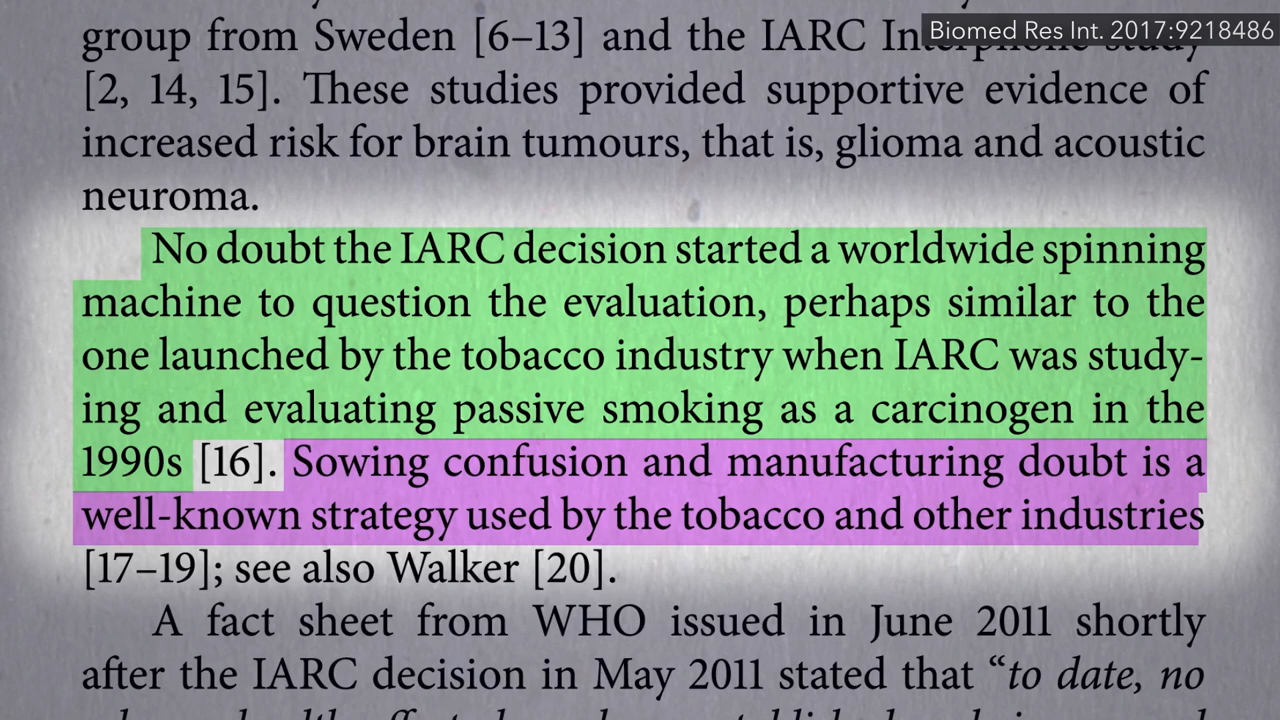 Biomed Res Int. 2017:9218486
group from Sweden [6–13] and the IARC Interphone study
[2, 14, 15]. These studies provided supportive evidence of
increased risk for brain tumours, that is, glioma and acoustic
neuroma.
No doubt the IARC decision started a worldwide spinning
machine to question the evaluation, perhaps similar to the
one launched by the tobacco industry when IARC was study-
ing and evaluating passive smoking as a carcinogen in the
1990s [16]. Sowing confusion and manufacturing doubt is a
well-known strategy used by the tobacco and other industries
[17–19]; see also Walker [20].
A fact sheet from WHO issued in June 2011 shortly
after the IARC decision in May 2011 stated that “to date, no